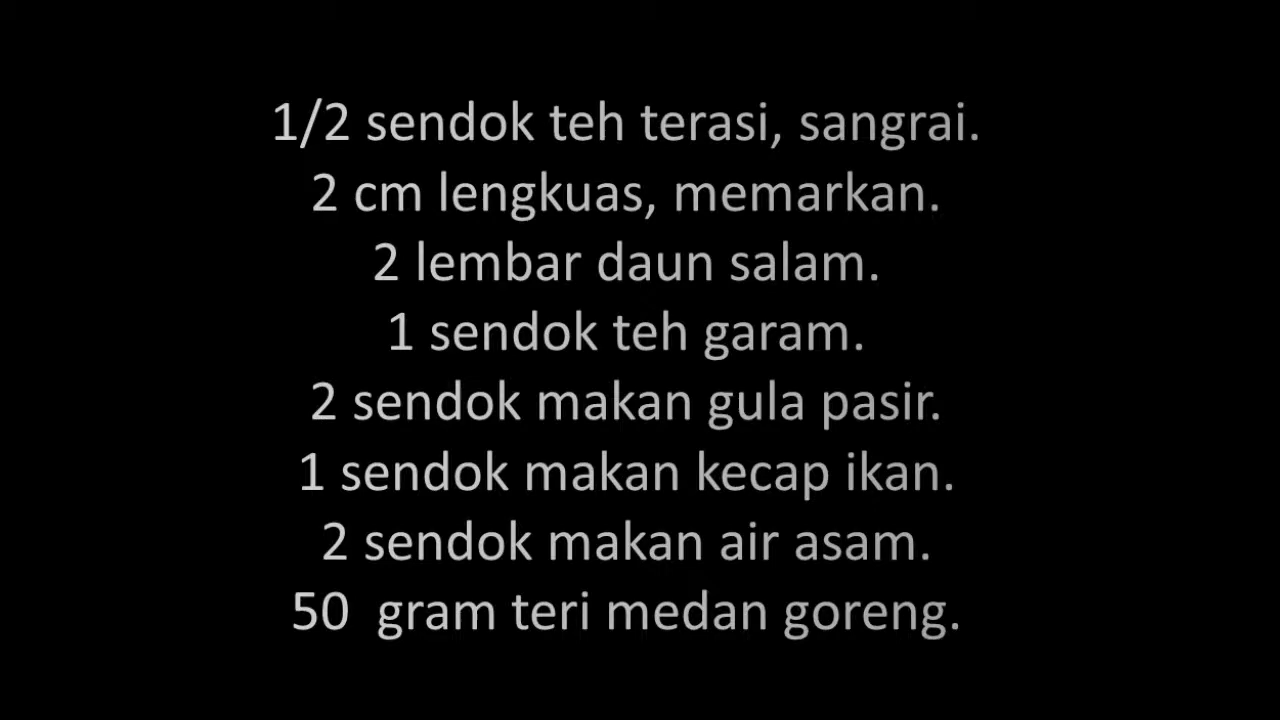 1/2 sendok teh terasi, sangrai.
2 cm lengkuas, memarkan.
2 lembar daun salam.
1 sendok teh garam.
2 sendok makan gula pasir.
1 sendok makan kecap ikan.
2 sendok makan air asam.
50  gram teri medan goreng.